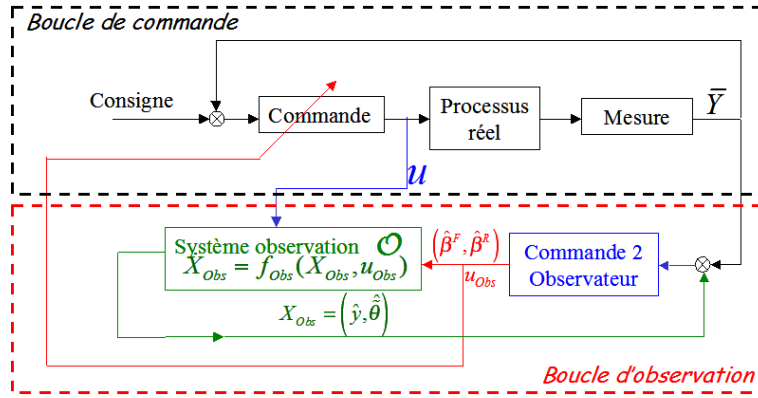 Boucle de commande
Consigne
Commande
Processus
réel
Mesure
Ȳ
u
Système observation 𝒪
Ẋ_Obs = f_Obs(X_Obs, u_Obs)
(β̂^F, β̂^R)
u_Obs
Commande 2
Observateur
X_Obs = (ŷ, θ̃̂)
Boucle d'observation